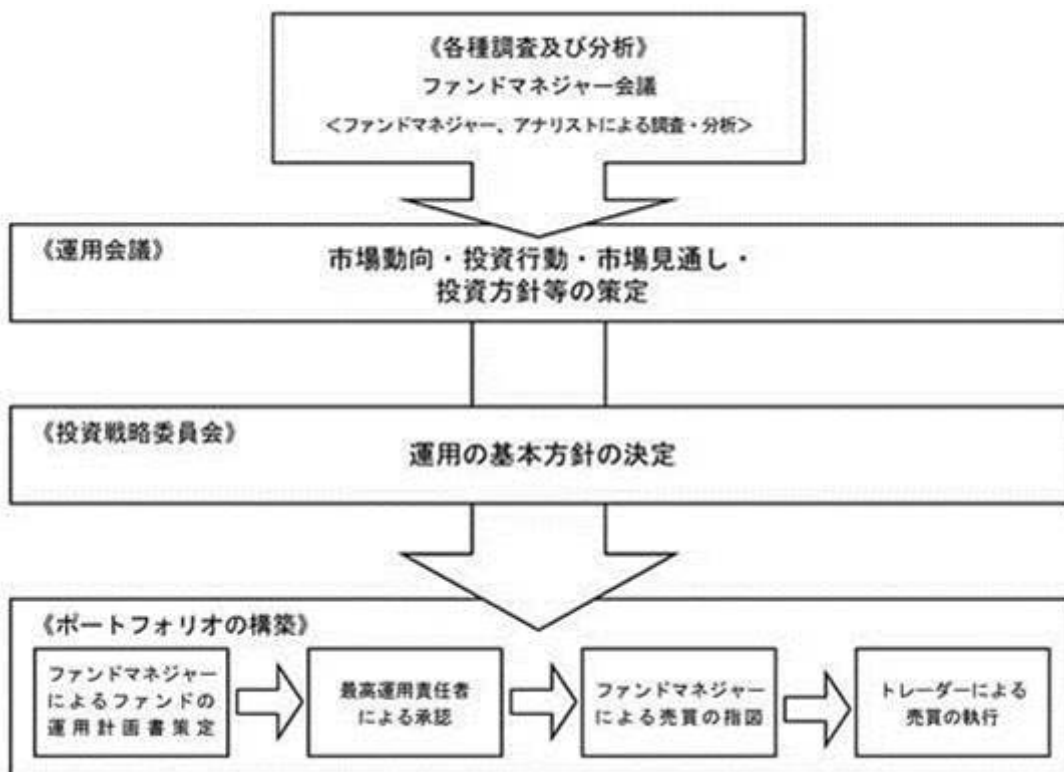 《各種調査及び分析》
ファンドマネジャー会議
<ファンドマネジャー、アナリストによる調査・分析>
《運用会議》
市場動向・投資行動・市場見通し・
投資方針等の策定
《投資戦略委員会》
運用の基本方針の決定
《ポートフォリオの構築》
ファンドマネジャー
によるファンドの
運用計画書策定
最高運用責任者
による承認
ファンドマネジャー
による売買の指図
トレーダーによる
売買の執行